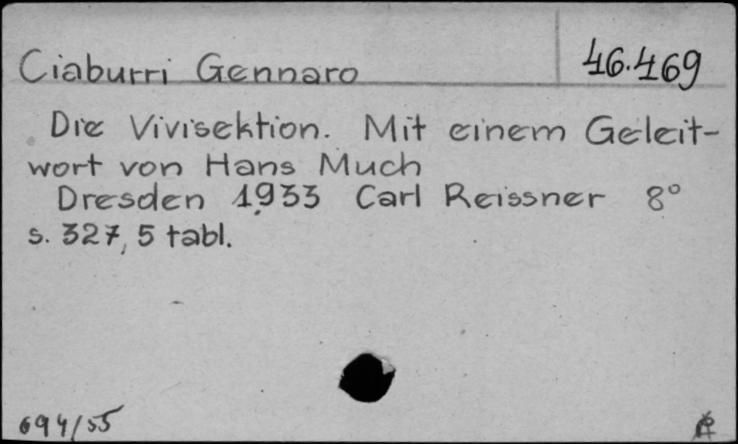 Ciaburri Gennaro
46.469
Die Vivisektion. Mit einem Geleit-
wort von Hans Much
Dresden 1933 Carl Reissner 8°
s. 327, 5 tabl.
694/55